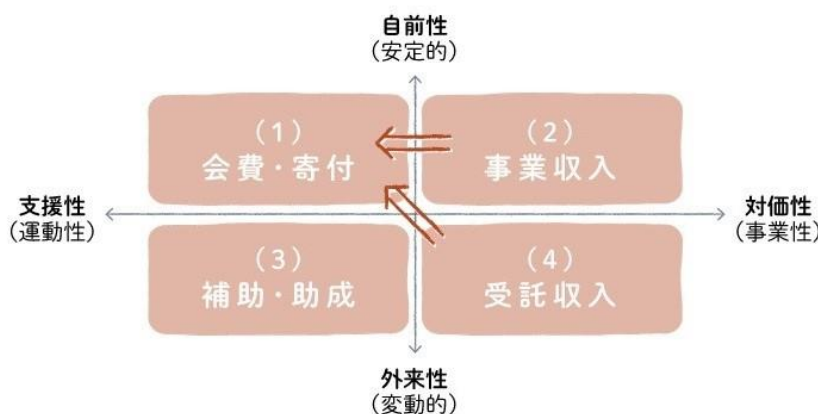 自前性
（安定的）
（1）
会費・寄付
（2）
事業収入
支援性
（運動性）
対価性
（事業性）
（3）
補助・助成
（4）
受託収入
外来性
（変動的）